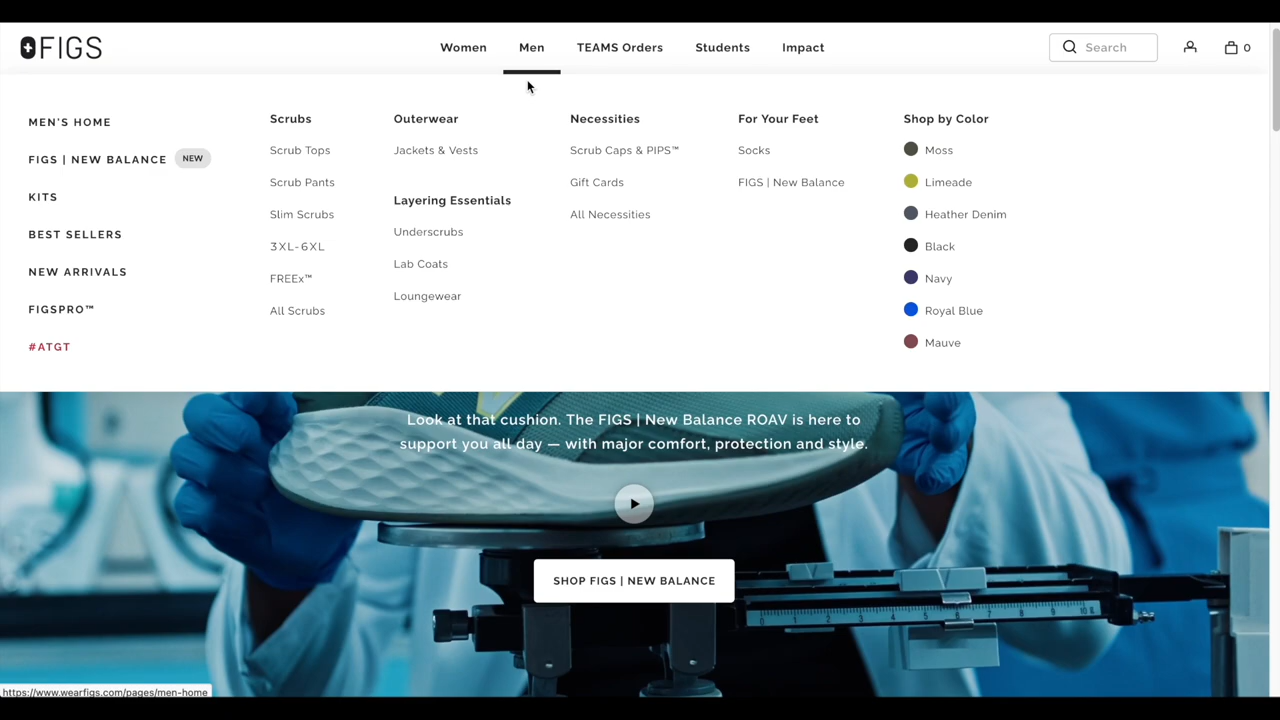 FIGS
Women
Men
TEAMS Orders
Students
Impact
Search
0
MEN'S HOME
FIGS | NEW BALANCE NEW
KITS
BEST SELLERS
NEW ARRIVALS
FIGSPRO™
#ATGT
Scrubs
Scrub Tops
Scrub Pants
Slim Scrubs
3XL-6XL
FREEx™
All Scrubs
Outerwear
Jackets & Vests
Layering Essentials
Underscrubs
Lab Coats
Loungewear
Necessities
Scrub Caps & PIPS™
Gift Cards
All Necessities
For Your Feet
Socks
FIGS | New Balance
Shop by Color
Moss
Limeade
Heather Denim
Black
Navy
Royal Blue
Mauve
Look at that cushion. The FIGS | New Balance ROAV is here to
support you all day — with major comfort, protection and style.
SHOP FIGS | NEW BALANCE
https://www.wearfigs.com/pages/men-home